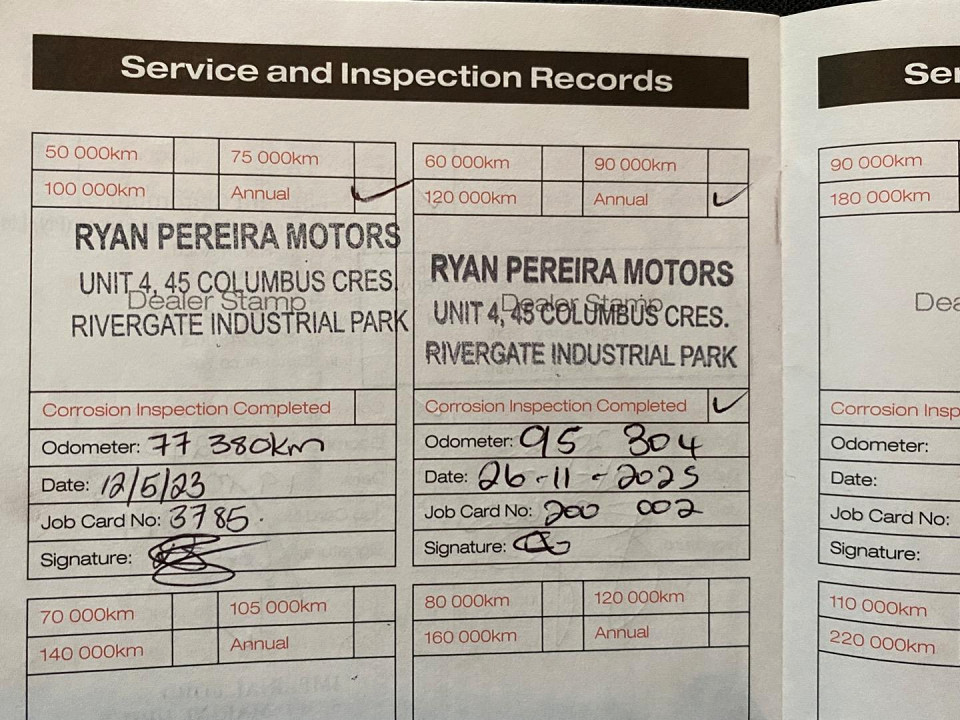 Service and Inspection Records
50 000km 75 000km
100 000km Annual ✓
RYAN PEREIRA MOTORS
UNIT 4, 45 COLUMBUS CRES.
Dealer Stamp
RIVERGATE INDUSTRIAL PARK
Corrosion Inspection Completed
Odometer: 77 380km
Date: 12/5/23
Job Card No: 3785.
Signature:
60 000km 90 000km
120 000km Annual ✓
RYAN PEREIRA MOTORS
Dealer Stamp
UNIT 4, 45 COLUMBUS CRES.
RIVERGATE INDUSTRIAL PARK
Corrosion Inspection Completed ✓
Odometer: 95 304
Date: 26-11-2025
Job Card No: 200 002
Signature:
70 000km 105 000km
140 000km Annual
80 000km 120 000km
160 000km Annual
Ser
90 000km
180 000km
Dea
Corrosion Insp
Odometer:
Date:
Job Card No:
Signature:
110 000km
220 000km